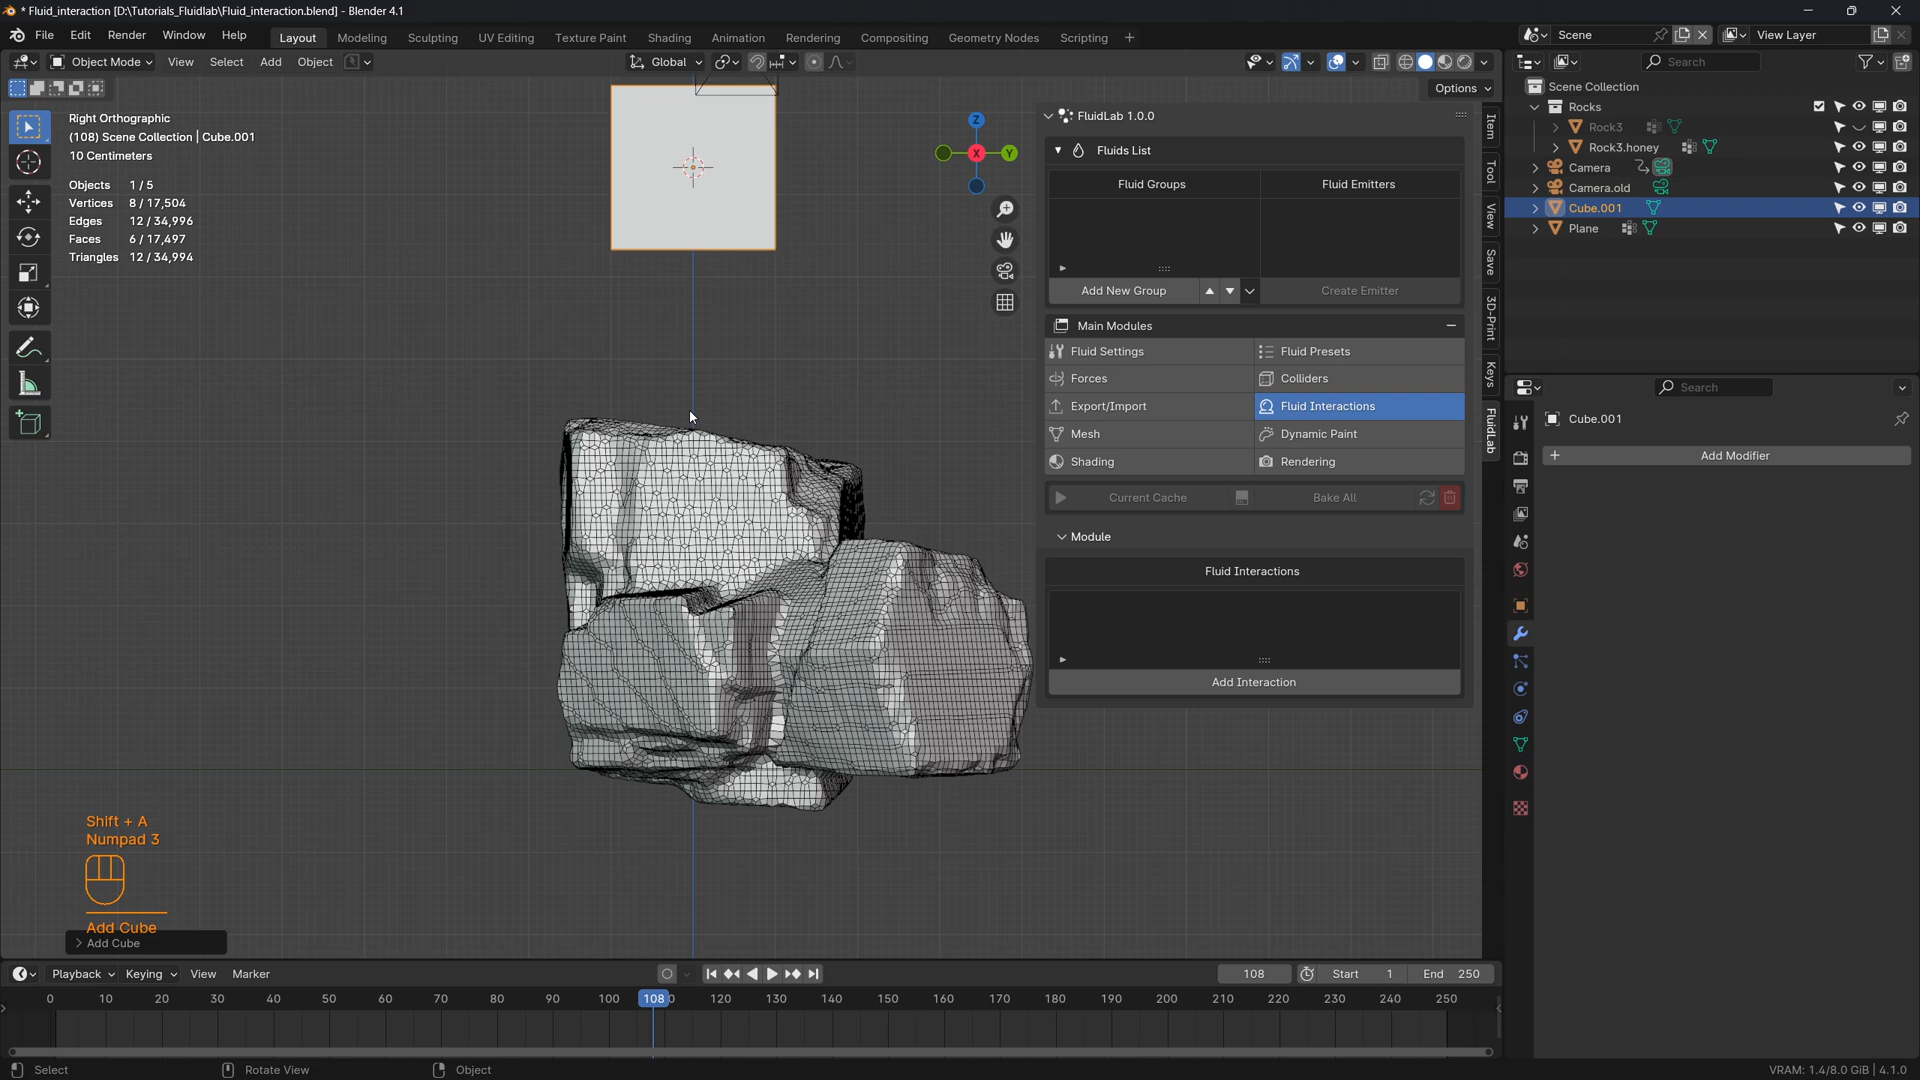 * Fluid_interaction [D:\Tutorials_Fluidlab\Fluid_interaction.blend] - Blender 4.1
File Edit Render Window Help Layout Modeling Sculpting UV Editing Texture Paint Shading Animation Rendering Compositing Geometry Nodes Scripting + Scene View Layer
Object Mode View Select Add Object Global Search
Options
Right Orthographic
(108) Scene Collection | Cube.001
10 Centimeters
Objects 1 / 5
Vertices 8 / 17,504
Edges 12 / 34,996
Faces 6 / 17,497
Triangles 12 / 34,994
Z
X
Y
FluidLab 1.0.0
Fluids List
Fluid Groups Fluid Emitters
Add New Group Create Emitter
Main Modules
Fluid Settings Fluid Presets
Forces Colliders
Export/Import Fluid Interactions
Mesh Dynamic Paint
Shading Rendering
Current Cache Bake All
Module
Fluid Interactions
Add Interaction
Item
Tool
View
Save
3D-Print
Keys
FluidLab
Scene Collection
Rocks
Rock3
Rock3.honey
Camera
Camera.old
Cube.001
Plane
Search
Cube.001
Add Modifier
Shift + A
Numpad 3
Add Cube
Add Cube
Playback Keying View Marker 108 Start 1 End 250
0 10 20 30 40 50 60 70 80 90 100 108 120 130 140 150 160 170 180 190 200 210 220 230 240 250
Select Rotate View Object VRAM: 1.4/8.0 GiB | 4.1.0